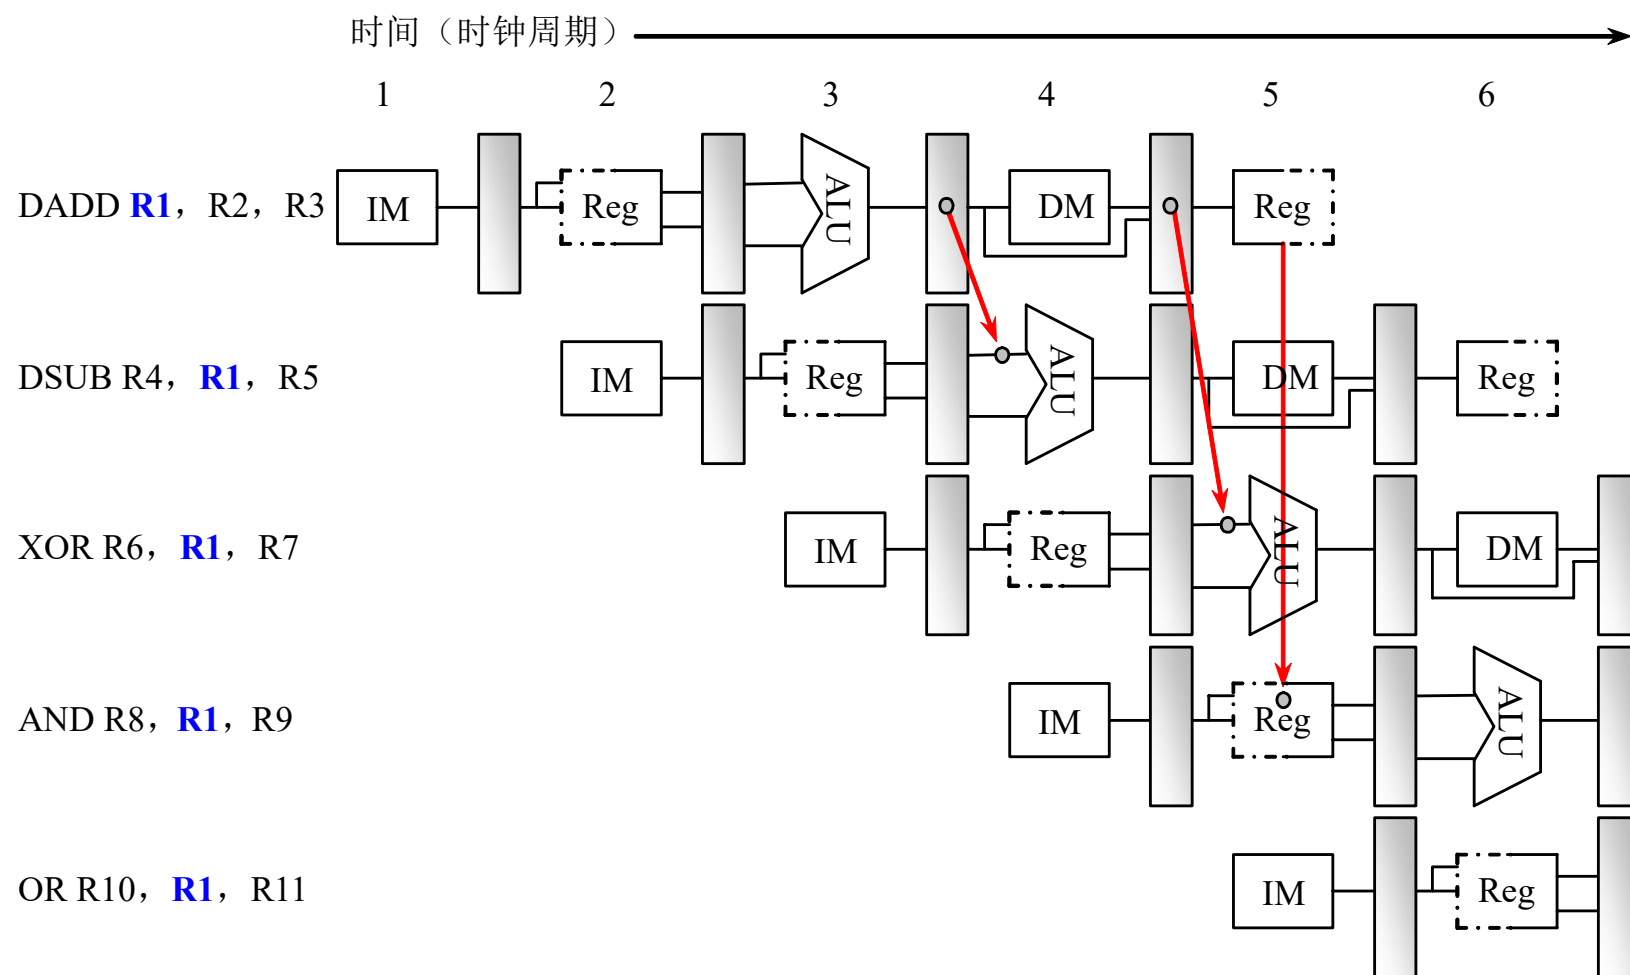 时间（时钟周期）
1 2 3 4 5 6
DADD R1，R2，R3 IM Reg ALU DM Reg
DSUB R4，R1，R5 IM Reg ALU DM Reg
XOR R6，R1，R7 IM Reg ALU DM
AND R8，R1，R9 IM Reg ALU
OR R10，R1，R11 IM Reg